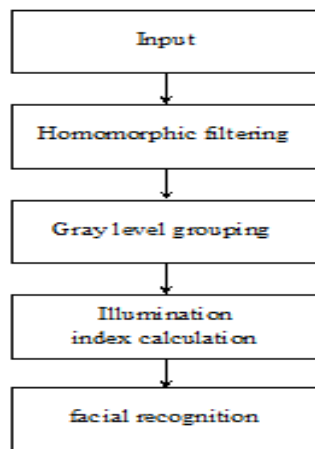 Input
Homomorphic filtering
Gray level grouping
Illumination
index calculation
facial recognition